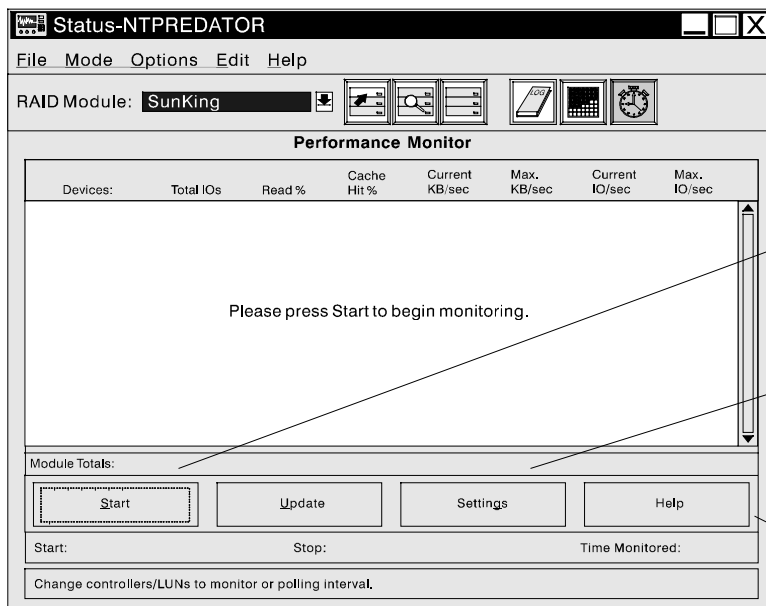 Status-NTPREDATOR
File Mode Options Edit Help
RAID Module: SunKing
LOG
Performance Monitor
Devices: Total IOs Read % Cache Hit % Current KB/sec Max. KB/sec Current IO/sec Max. IO/sec
Please press Start to begin monitoring.
Module Totals:
Start Update Settings Help
Start: Stop: Time Monitored:
Change controllers/LUNs to monitor or polling interval.